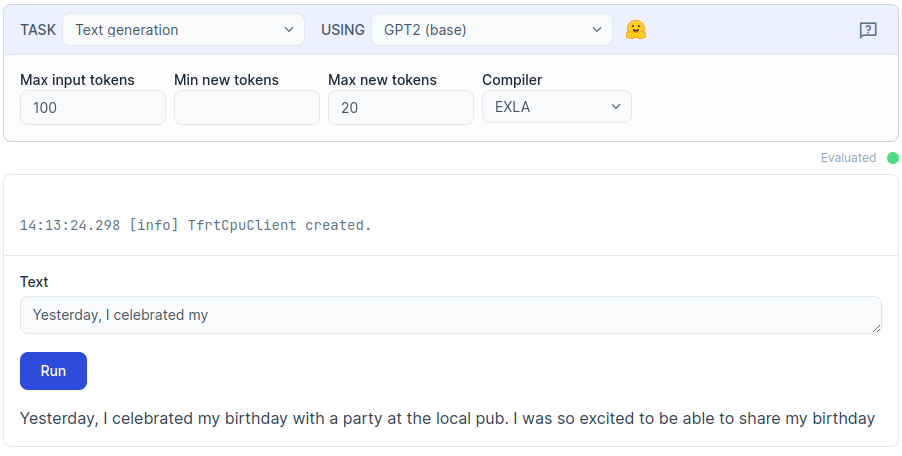 TASK Text generation USING GPT2 (base)
Max input tokens Min new tokens Max new tokens Compiler
100 20 EXLA
Evaluated
14:13:24.298 [info] TfrtCpuClient created.
Text
Yesterday, I celebrated my
Run
Yesterday, I celebrated my birthday with a party at the local pub. I was so excited to be able to share my birthday